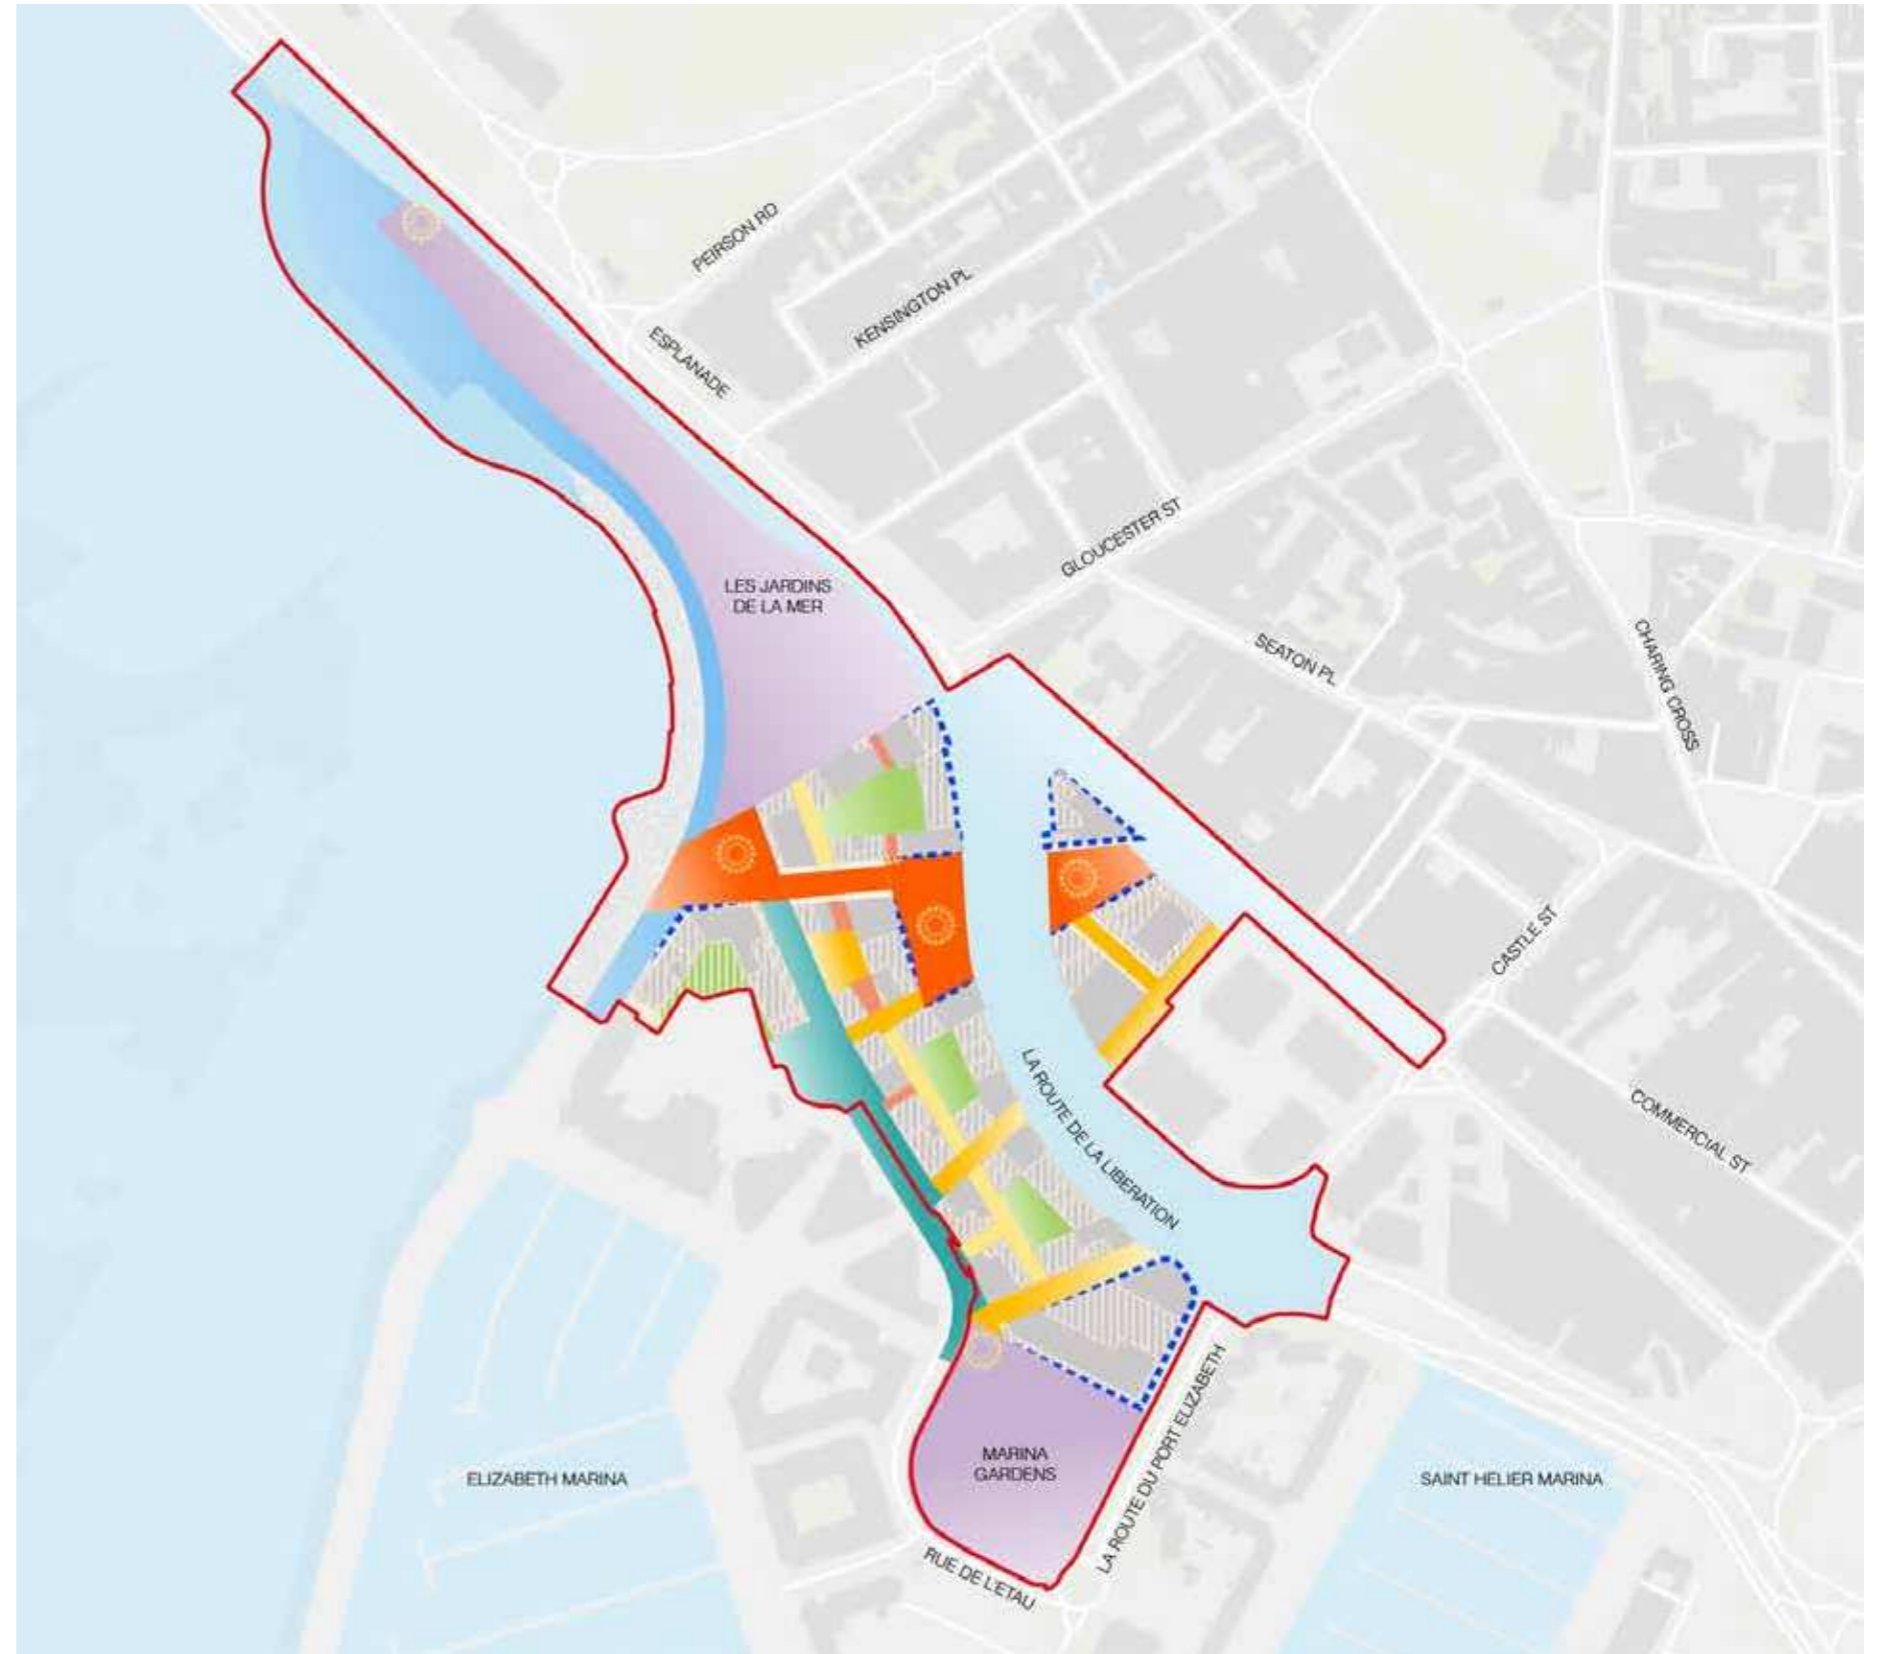 PEIRSON RD
KENSINGTON PL
ESPLANADE
GLOUCESTER ST
LES JARDINS
DE LA MER
SEATON PL
CHARING CROSS
CASTLE ST
LA ROUTE DE LA LIBERATION
COMMERCIAL ST
MARINA
GARDENS
LA ROUTE DU PORT ELIZABETH
ELIZABETH MARINA
SAINT HELIER MARINA
RUE DE L'ETAU